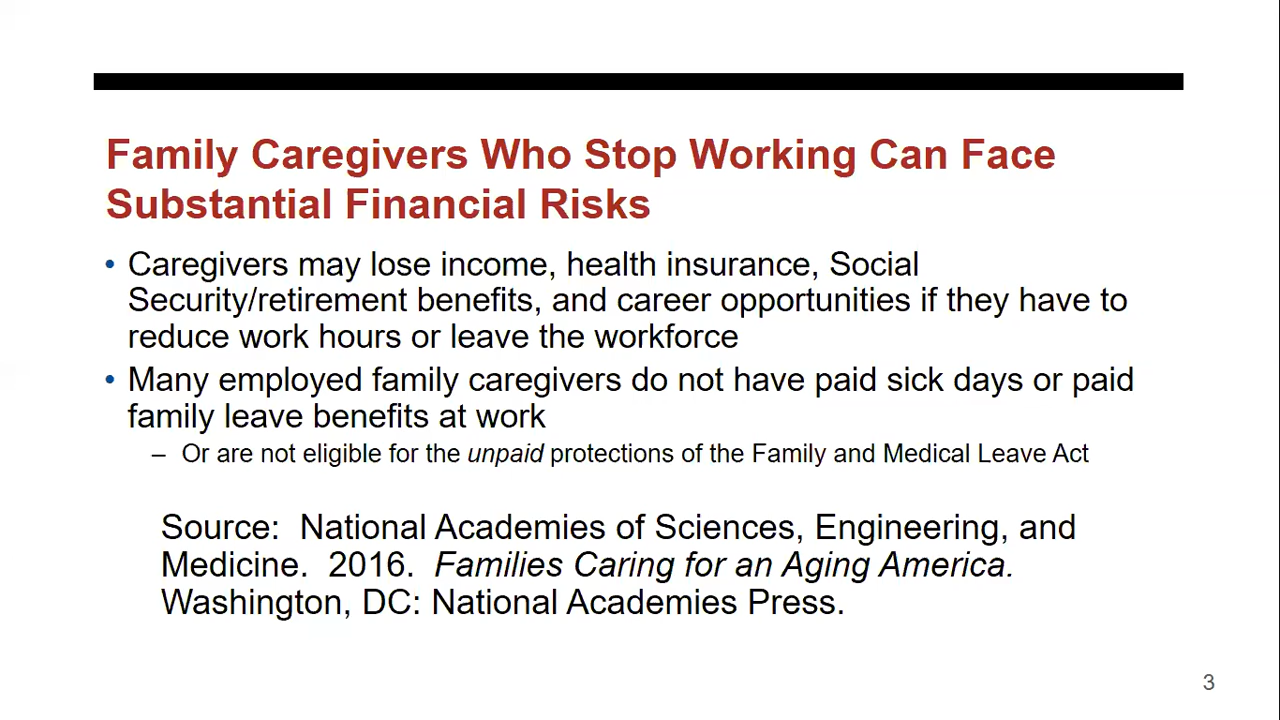 Family Caregivers Who Stop Working Can Face
Substantial Financial Risks
• Caregivers may lose income, health insurance, Social
Security/retirement benefits, and career opportunities if they have to
reduce work hours or leave the workforce
• Many employed family caregivers do not have paid sick days or paid
family leave benefits at work
– Or are not eligible for the unpaid protections of the Family and Medical Leave Act
Source:  National Academies of Sciences, Engineering, and
Medicine.  2016.  Families Caring for an Aging America.
Washington, DC: National Academies Press.
3